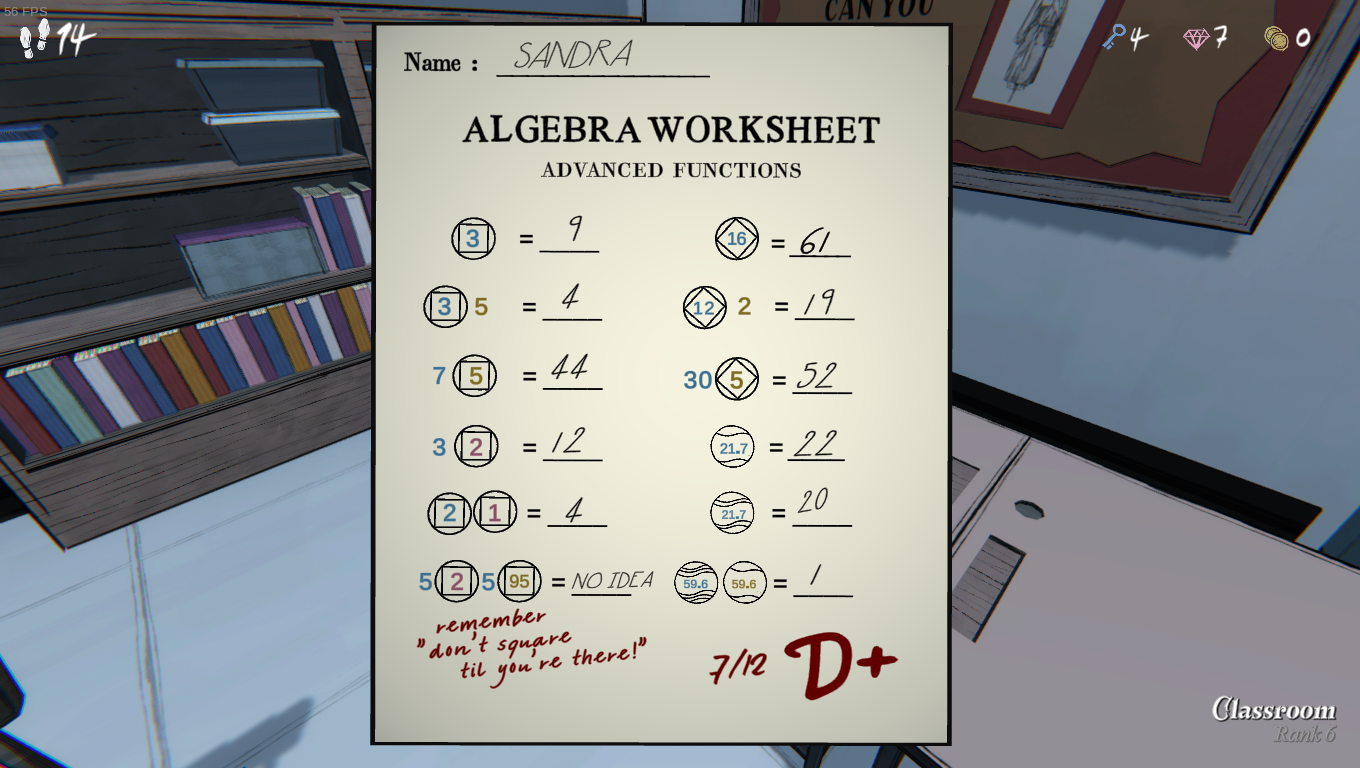 56 FPS
14
CAN YOU
4 7 0
Name : SANDRA
ALGEBRA WORKSHEET
ADVANCED FUNCTIONS
3 = 9
3 5 = 4
7 5 = 44
3 2 = 12
2 1 = 4
5 2 5 95 = NO IDEA
16 = 61
12 2 = 19
30 5 = 52
21.7 = 22
21.7 = 20
59.6 59.6 = 1
remember
"don't square
til you're there!"
7/12 D+
Classroom
Rank 6